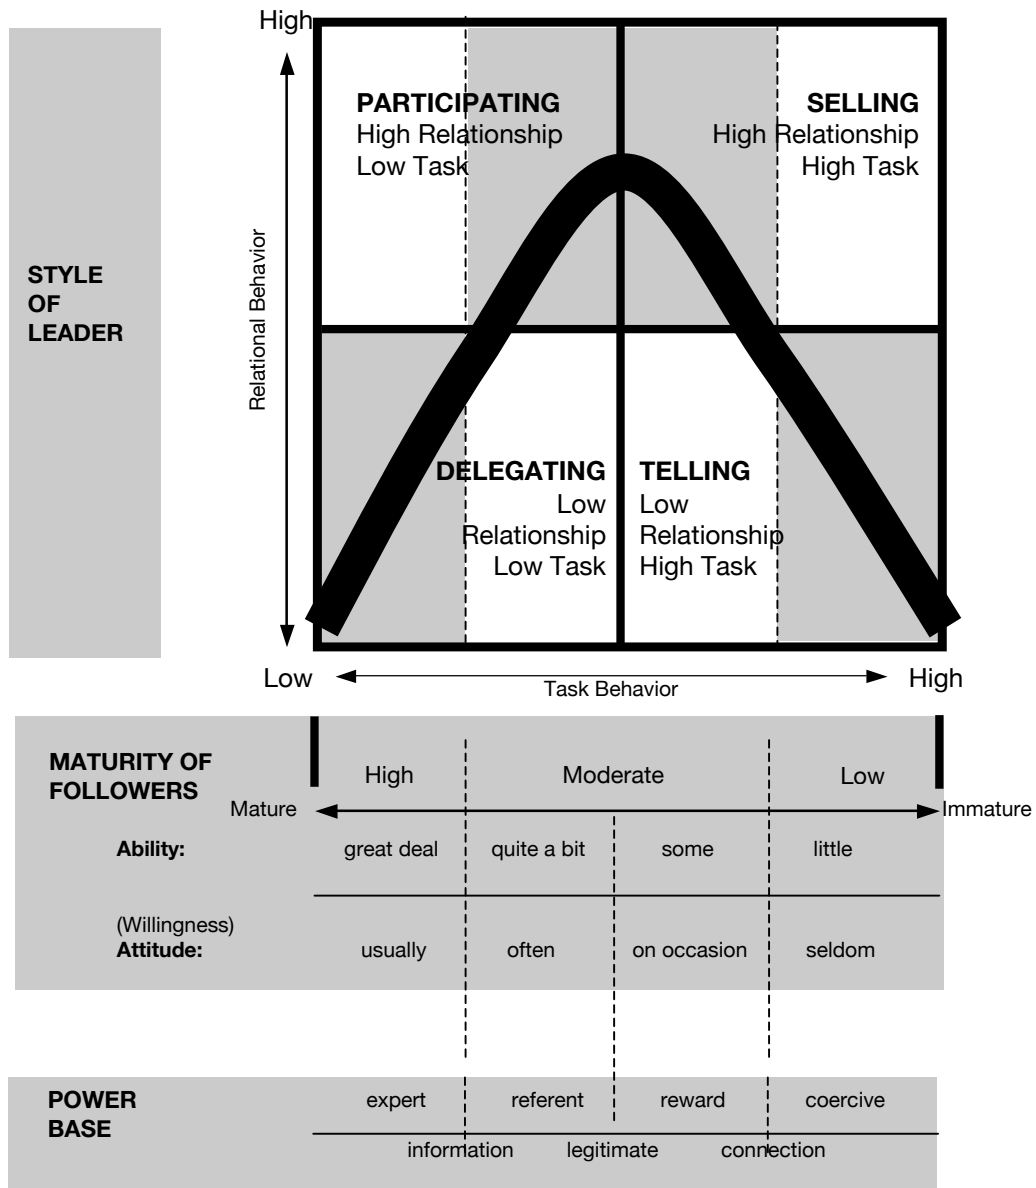 High
PARTICIPATING
High Relationship
Low Task
SELLING
High Relationship
High Task
STYLE
OF
LEADER
Relational Behavior
DELEGATING
Low
Relationship
Low Task
TELLING
Low
Relationship
High Task
Low
Task Behavior
High
MATURITY OF
FOLLOWERS
High
Moderate
Low
Mature
Immature
Ability:
great deal
quite a bit
some
little
(Willingness)
Attitude:
usually
often
on occasion
seldom
POWER
BASE
expert
referent
reward
coercive
information
legitimate
connection